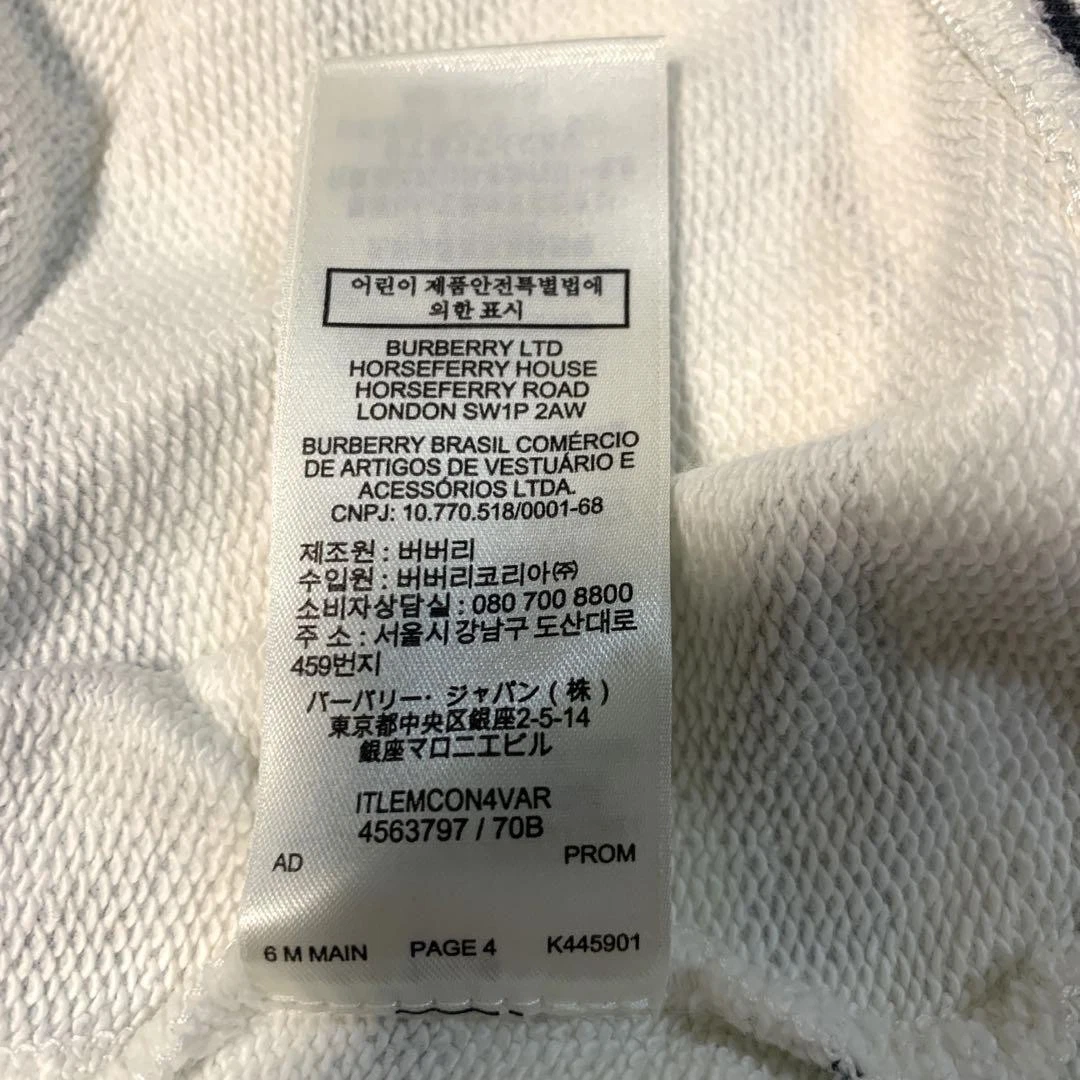 어린이 제품안전특별법에
의한 표시
BURBERRY LTD
HORSEFERRY HOUSE
HORSEFERRY ROAD
LONDON SW1P 2AW
BURBERRY BRASIL COMÉRCIO
DE ARTIGOS DE VESTUÁRIO E
ACESSÓRIOS LTDA.
CNPJ: 10.770.518/0001-68
제조원 : 버버리
수입원 : 버버리코리아㈜
소비자상담실 : 080 700 8800
주 소 : 서울시 강남구 도산대로
459번지
バーバリー・ジャパン ( 株 )
東京都中央区銀座2-5-14
銀座マロニエビル
ITLEMCON4VAR
4563797 / 70B
AD PROM
6 M MAIN PAGE 4 K445901